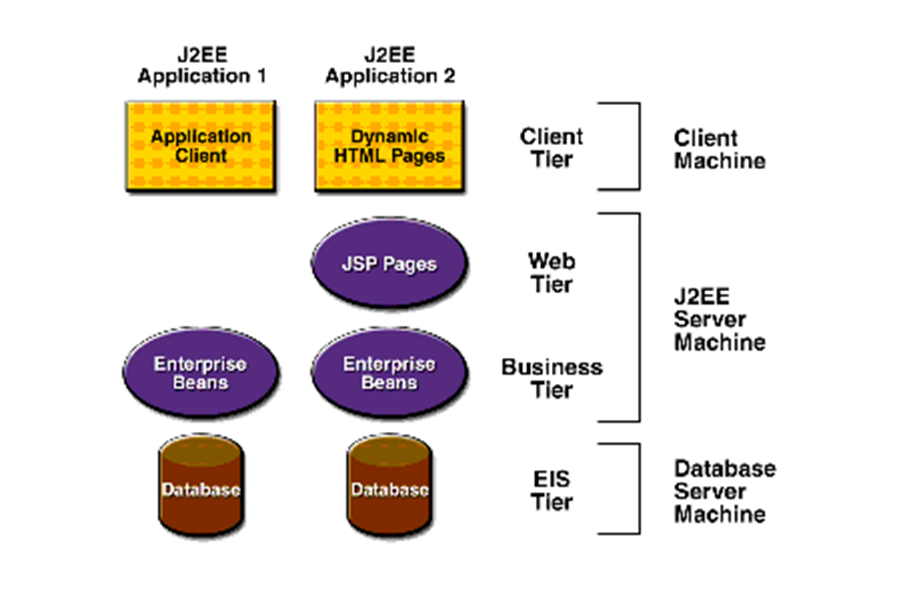 J2EE
Application 1
J2EE
Application 2
Application
Client
Dynamic
HTML Pages
Client
Tier
Client
Machine
JSP Pages
Web
Tier
J2EE
Server
Machine
Enterprise
Beans
Enterprise
Beans
Business
Tier
Database
Database
EIS
Tier
Database
Server
Machine